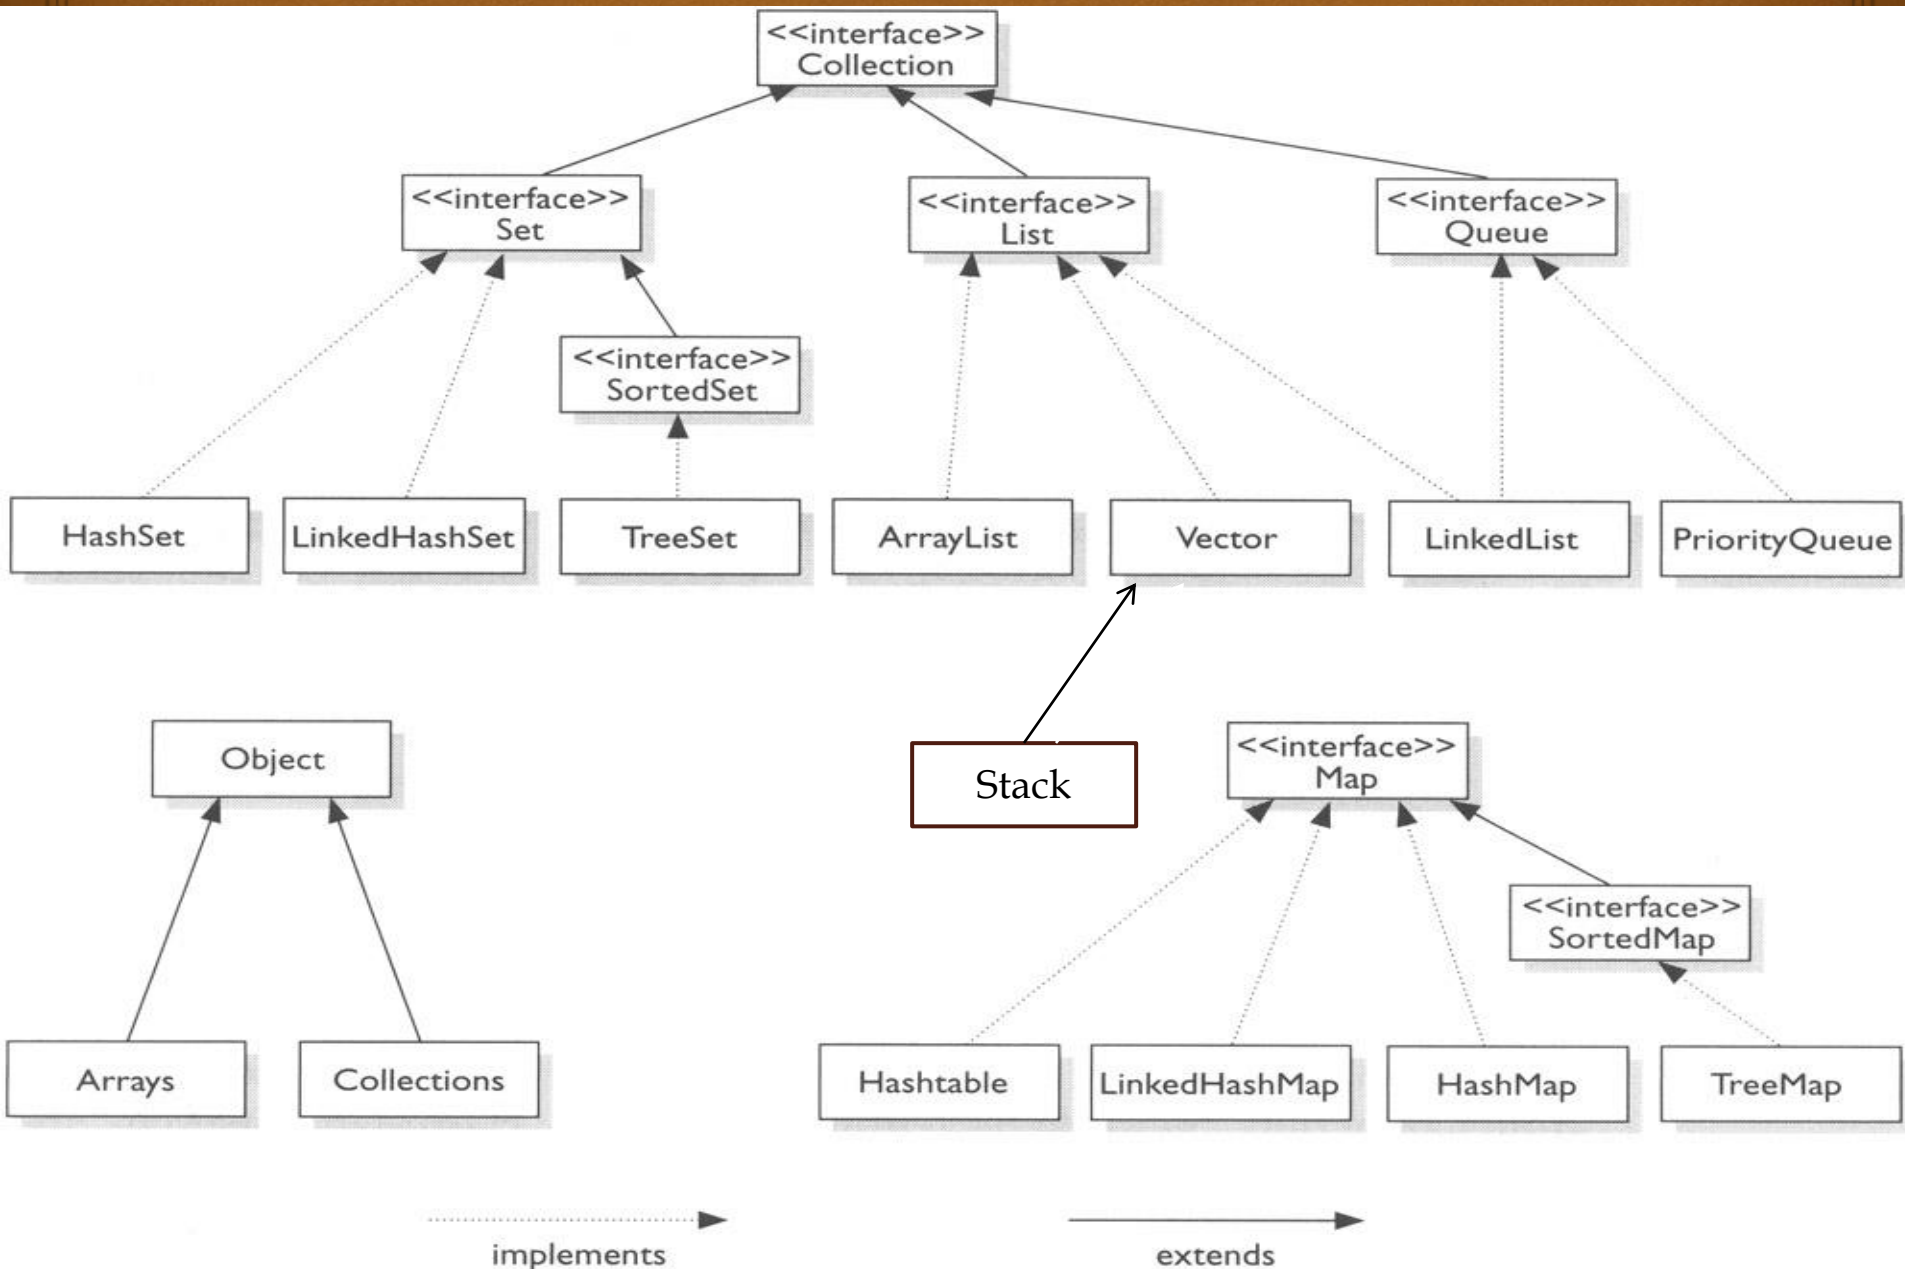 <<interface>>
Collection
<<interface>>
Set
<<interface>>
List
<<interface>>
Queue
<<interface>>
SortedSet
HashSet
LinkedHashSet
TreeSet
ArrayList
Vector
LinkedList
PriorityQueue
Object
Stack
<<interface>>
Map
<<interface>>
SortedMap
Arrays
Collections
Hashtable
LinkedHashMap
HashMap
TreeMap
implements
extends